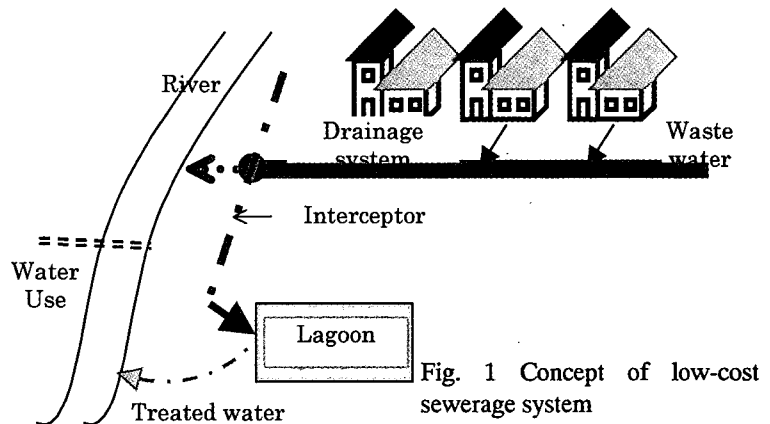 River
Drainage
system
Waste
water
Interceptor
Water
Use
Lagoon
Treated water
Fig. 1 Concept of low-cost
sewerage system